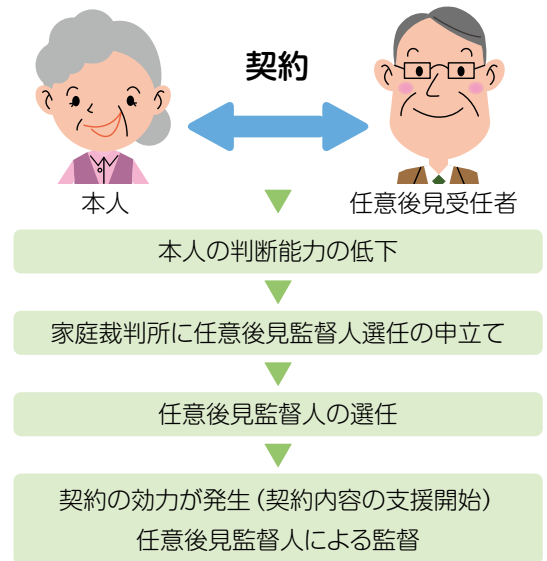 契約
本人
任意後見受任者
本人の判断能力の低下
家庭裁判所に任意後見監督人選任の申立て
任意後見監督人の選任
契約の効力が発生（契約内容の支援開始）
任意後見監督人による監督